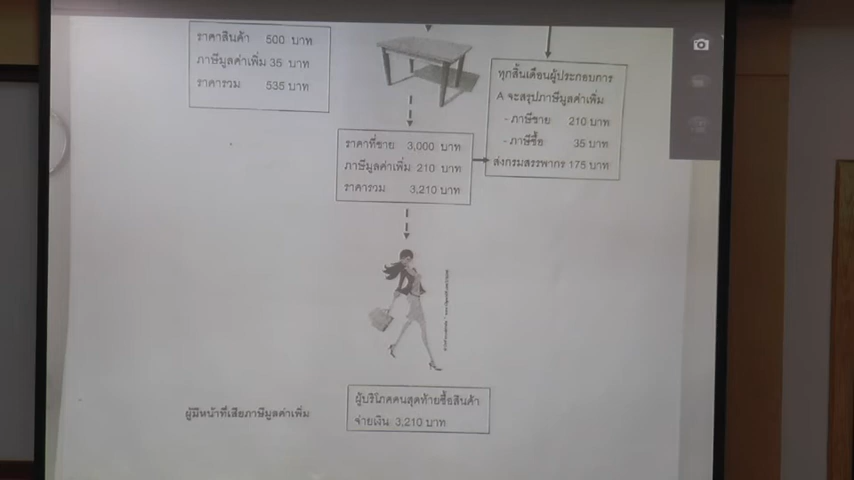 ราคาสินค้า 500 บาท
ภาษีมูลค่าเพิ่ม 35 บาท
ราคารวม 535 บาท
ทุกสิ้นเดือนผู้ประกอบการ
A จะสรุปภาษีมูลค่าเพิ่ม
- ภาษีขาย 210 บาท
- ภาษีซื้อ 35 บาท
ส่งกรมสรรพากร 175 บาท
ราคาที่ขาย 3,000 บาท
ภาษีมูลค่าเพิ่ม 210 บาท
ราคารวม 3,210 บาท
ผู้บริโภคคนสุดท้ายซื้อสินค้า
จ่ายเงิน 3,210 บาท
ผู้มีหน้าที่เสียภาษีมูลค่าเพิ่ม